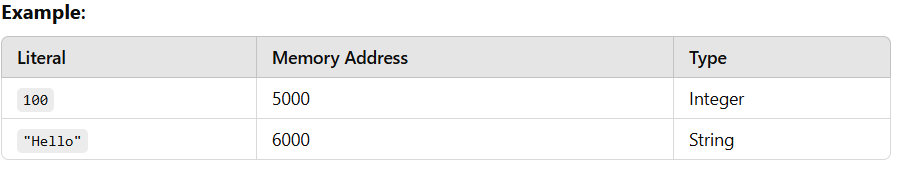 Example:
Literal Memory Address Type
100 5000 Integer
"Hello" 6000 String